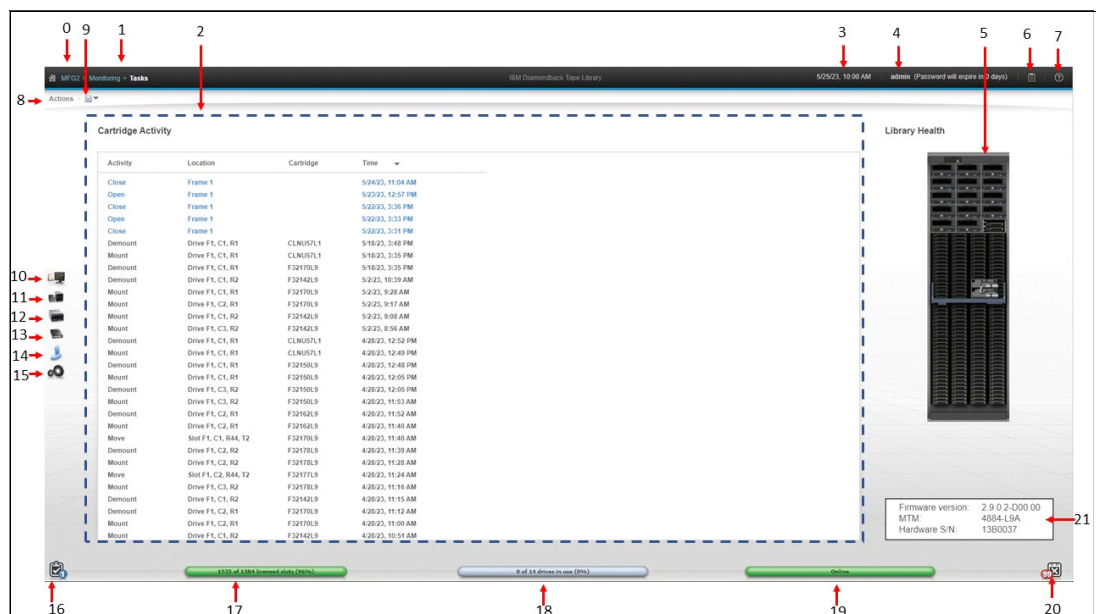 0 9 1 2 3 4 5 6 7
MFG2 > Monitoring > Tasks IBM Diamondback Tape Library 5/25/23, 10:00 AM admin (Password will expire in 0 days)
8 Actions
Cartridge Activity Library Health
Activity Location Cartridge Time
Close Frame 1 5/24/23, 11:04 AM
Open Frame 1 5/23/23, 12:57 PM
Close Frame 1 5/22/23, 3:36 PM
Open Frame 1 5/22/23, 3:33 PM
Close Frame 1 5/22/23, 3:31 PM
Demount Drive F1, C1, R1 CLNU57L1 5/18/23, 3:48 PM
Mount Drive F1, C1, R1 CLNU57L1 5/18/23, 3:35 PM
Demount Drive F1, C1, R1 F32170L9 5/18/23, 3:35 PM
10 Demount Drive F1, C1, R2 F32142L9 5/2/23, 10:39 AM
Mount Drive F1, C1, R1 F32170L9 5/2/23, 9:28 AM
11 Mount Drive F1, C2, R1 F32170L9 5/2/23, 9:17 AM
12 Mount Drive F1, C2, R1 F32142L9 5/2/23, 9:08 AM
Mount Drive F1, C3, R2 F32142L9 5/2/23, 8:56 AM
13 Demount Drive F1, C1, R1 CLNU57L1 4/28/23, 12:52 PM
Mount Drive F1, C1, R1 CLNU57L1 4/28/23, 12:49 PM
14 Demount Drive F1, C1, R1 F32150L9 4/28/23, 12:48 PM
15 Mount Drive F1, C1, R1 F32150L9 4/28/23, 12:05 PM
Demount Drive F1, C3, R2 F32150L9 4/28/23, 12:05 PM
Mount Drive F1, C3, R2 F32150L9 4/28/23, 11:53 AM
Demount Drive F1, C2, R1 F32162L9 4/28/23, 11:52 AM
Mount Drive F1, C2, R1 F32162L9 4/28/23, 11:40 AM
Move Slot F1, C1, R44, T2 F32170L9 4/28/23, 11:40 AM
Demount Drive F1, C2, R2 F32178L9 4/28/23, 11:39 AM
Mount Drive F1, C2, R2 F32178L9 4/28/23, 11:28 AM
Move Slot F1, C2, R44, T2 F32177L9 4/28/23, 11:24 AM
Mount Drive F1, C3, R2 F32178L9 4/28/23, 11:16 AM
Demount Drive F1, C1, R2 F32142L9 4/28/23, 11:15 AM
Demount Drive F1, C2, R1 F32170L9 4/28/23, 11:12 AM
Mount Drive F1, C2, R1 F32170L9 4/28/23, 11:00 AM
Mount Drive F1, C1, R2 F32142L9 4/28/23, 10:51 AM
Firmware version: 2.9.0.2-D00.00
MTM: 4884-L9A 21
Hardware S/N: 13B0037
1535 of 1584 licensed slots (96%) 0 of 14 drives in use (0%) Online
16 17 18 19 20